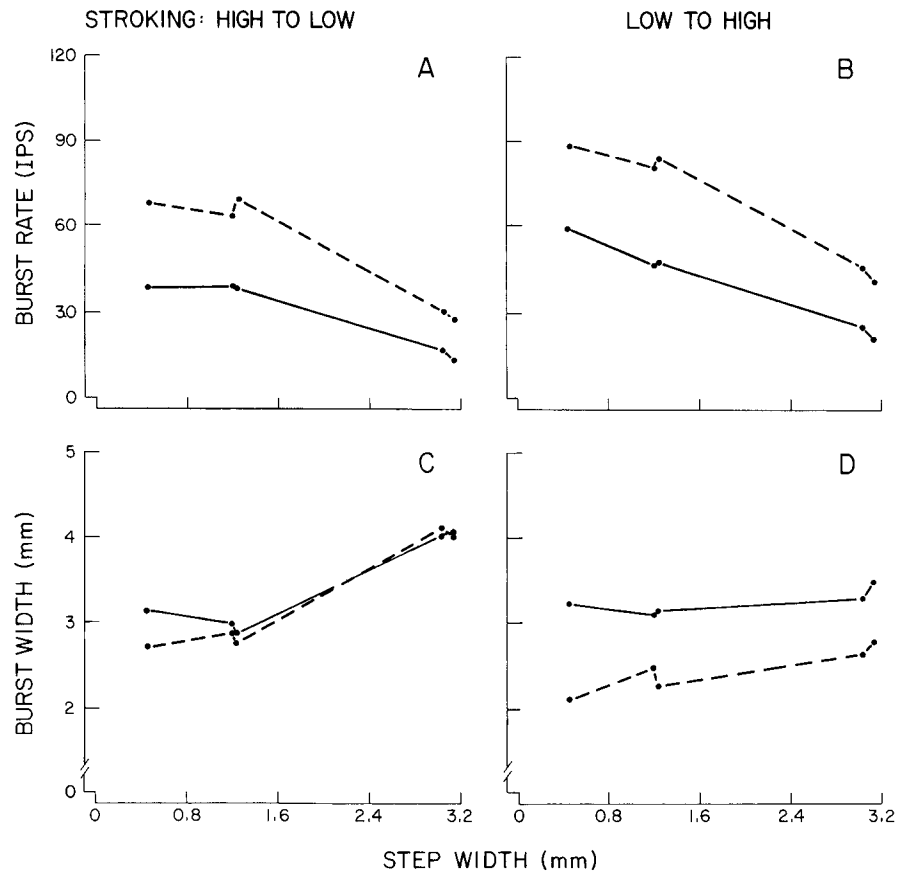 STROKING: HIGH TO LOW
LOW TO HIGH
A
B
120
90
60
30
0
BURST RATE (IPS)
0 0.8 1.6 2.4 3.2
0 0.8 1.6 2.4 3.2
C
D
5
4
3
2
0
BURST WIDTH (mm)
STEP WIDTH (mm)